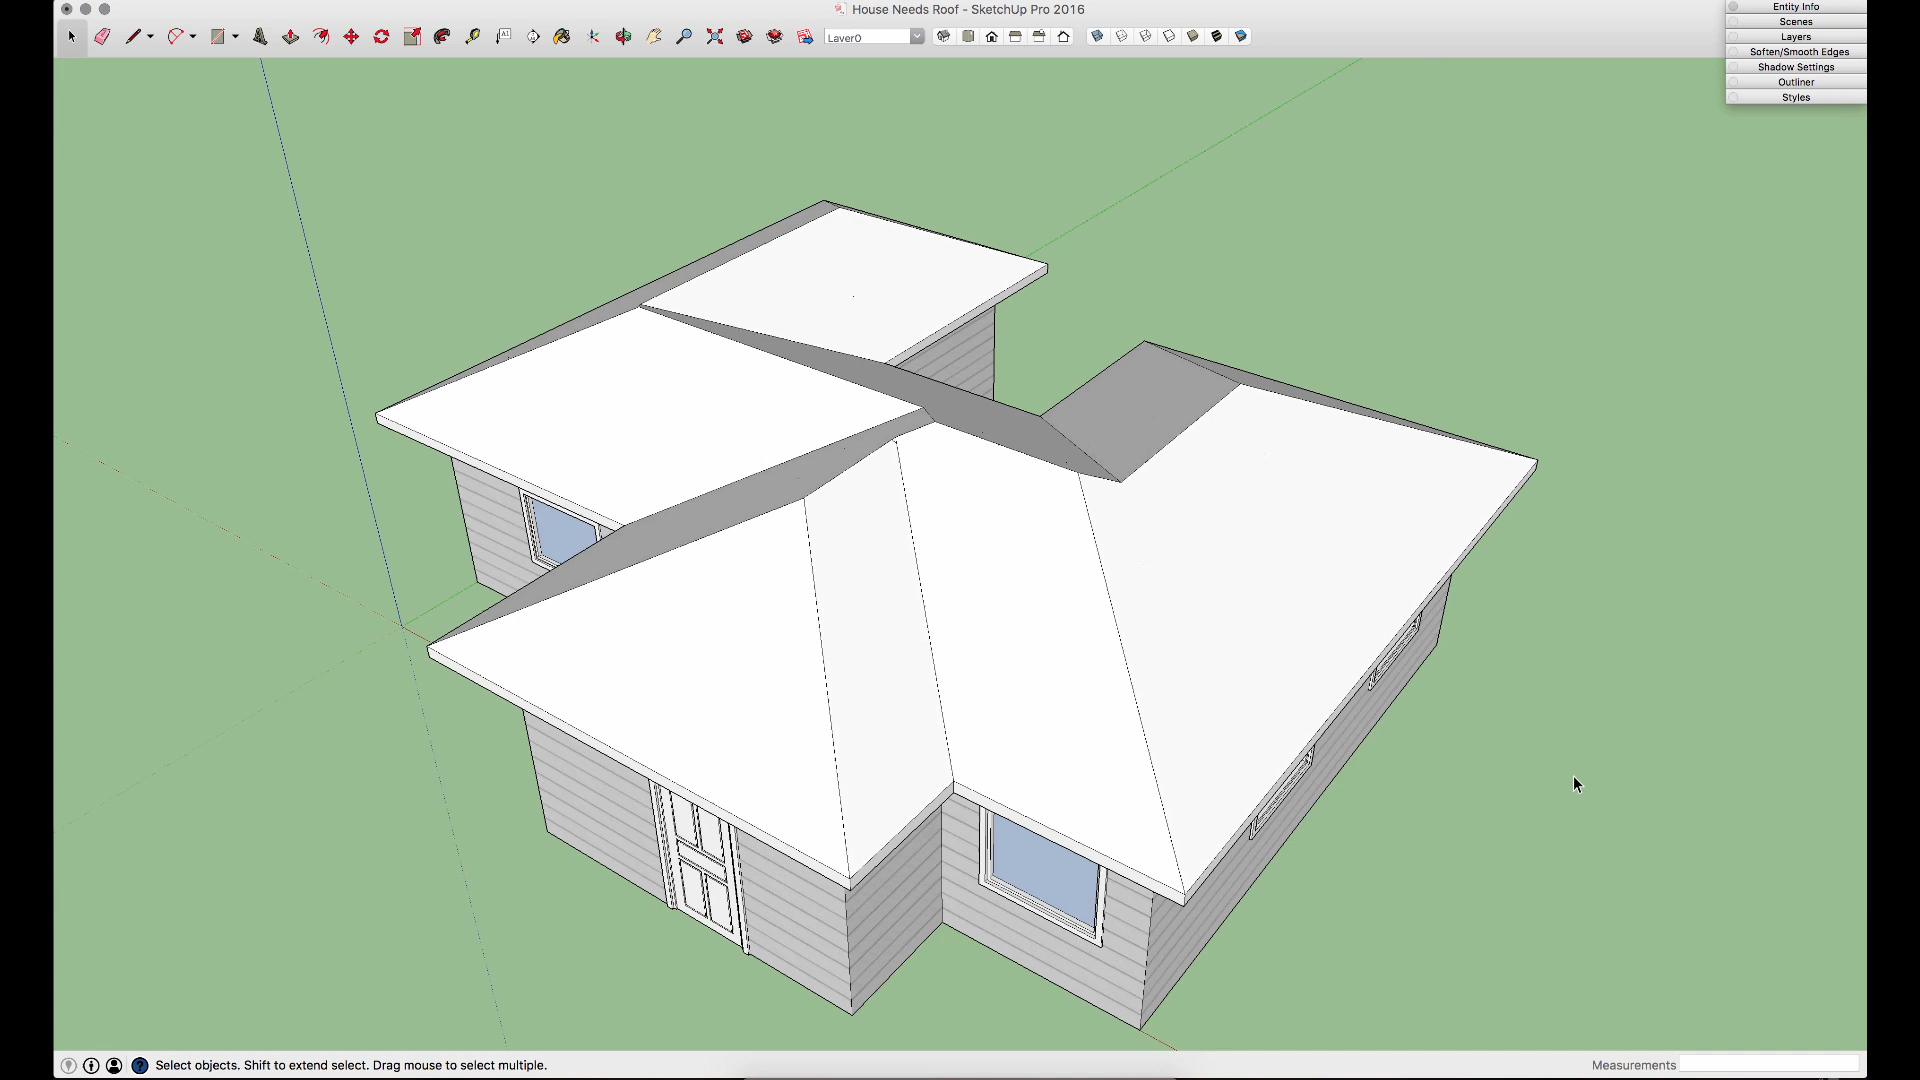 House Needs Roof - SketchUp Pro 2016
Entity Info
Scenes
Layers
Soften/Smooth Edges
Shadow Settings
Outliner
Styles
Layer0
Select objects. Shift to extend select. Drag mouse to select multiple.
Measurements